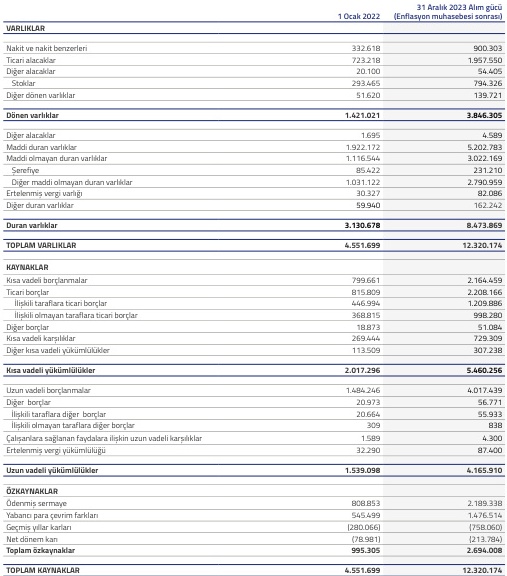 31 Aralık 2023 Alım gücü
1 Ocak 2022 (Enflasyon muhasebesi sonrası)
VARLIKLAR
Nakit ve nakit benzerleri 332.618 900.303
Ticari alacaklar 723.218 1.957.550
Diğer alacaklar 20.100 54.405
Stoklar 293.465 794.326
Diğer dönen varlıklar 51.620 139.721
Dönen varlıklar 1.421.021 3.846.305
Diğer alacaklar 1.695 4.589
Maddi duran varlıklar 1.922.172 5.202.783
Maddi olmayan duran varlıklar 1.116.544 3.022.169
Şerefiye 85.422 231.210
Diğer maddi olmayan duran varlıklar 1.031.122 2.790.959
Ertelenmiş vergi varlığı 30.327 82.086
Diğer duran varlıklar 59.940 162.242
Duran varlıklar 3.130.678 8.473.869
TOPLAM VARLIKLAR 4.551.699 12.320.174
KAYNAKLAR
Kısa vadeli borçlanmalar 799.661 2.164.459
Ticari borçlar 815.809 2.208.166
İlişkili taraflara ticari borçlar 446.994 1.209.886
İlişkili olmayan taraflara ticari borçlar 368.815 998.280
Diğer borçlar 18.873 51.084
Kısa vadeli karşılıklar 269.444 729.309
Diğer kısa vadeli yükümlülükler 113.509 307.238
Kısa vadeli yükümlülükler 2.017.296 5.460.256
Uzun vadeli borçlanmalar 1.484.246 4.017.439
Diğer borçlar 20.973 56.771
İlişkili taraflara diğer borçlar 20.664 55.933
İlişkili olmayan taraflara diğer borçlar 309 838
Çalışanlara sağlanan faydalara ilişkin uzun vadeli karşılıklar 1.589 4.300
Ertelenmiş vergi yükümlülüğü 32.290 87.400
Uzun vadeli yükümlülükler 1.539.098 4.165.910
ÖZKAYNAKLAR
Ödenmiş sermaye 808.853 2.189.338
Yabancı para çevrim farkları 545.499 1.476.514
Geçmiş yıllar karları (280.066) (758.060)
Net dönem karı (78.981) (213.784)
Toplam özkaynaklar 995.305 2.694.008
TOPLAM KAYNAKLAR 4.551.699 12.320.174